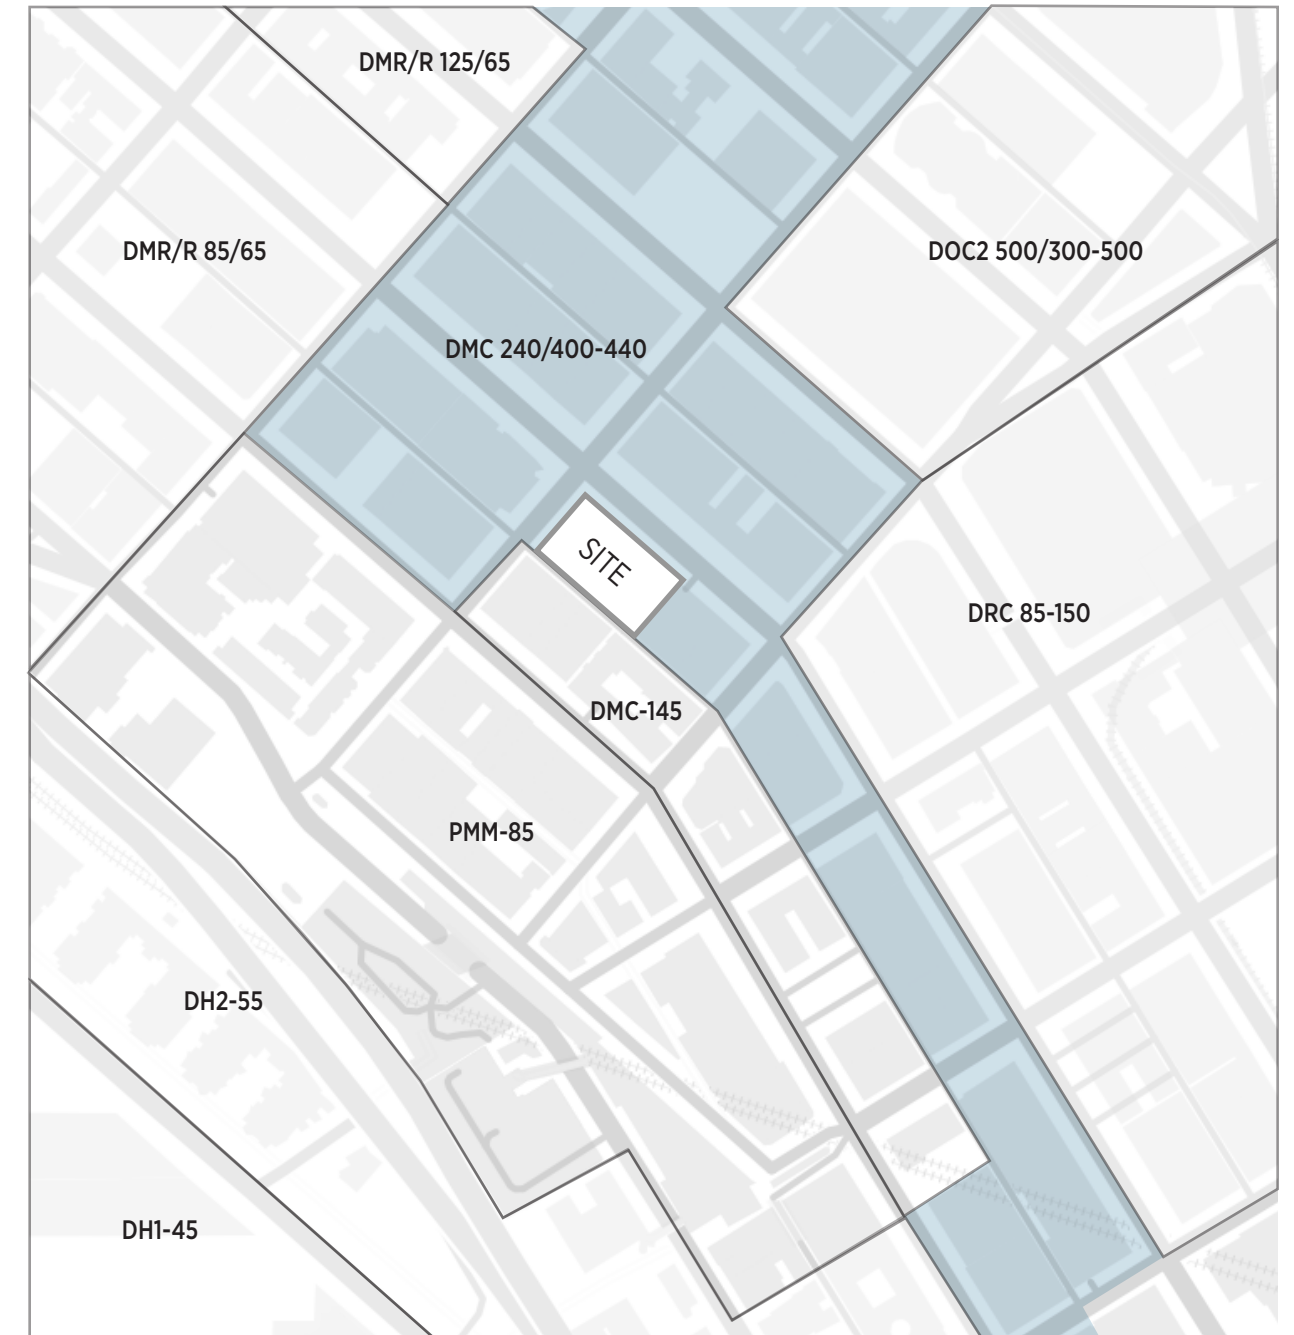 DMR/R 125/65
DMR/R 85/65
DOC2 500/300-500
DMC 240/400-440
SITE
DRC 85-150
DMC-145
PMM-85
DH2-55
DH1-45